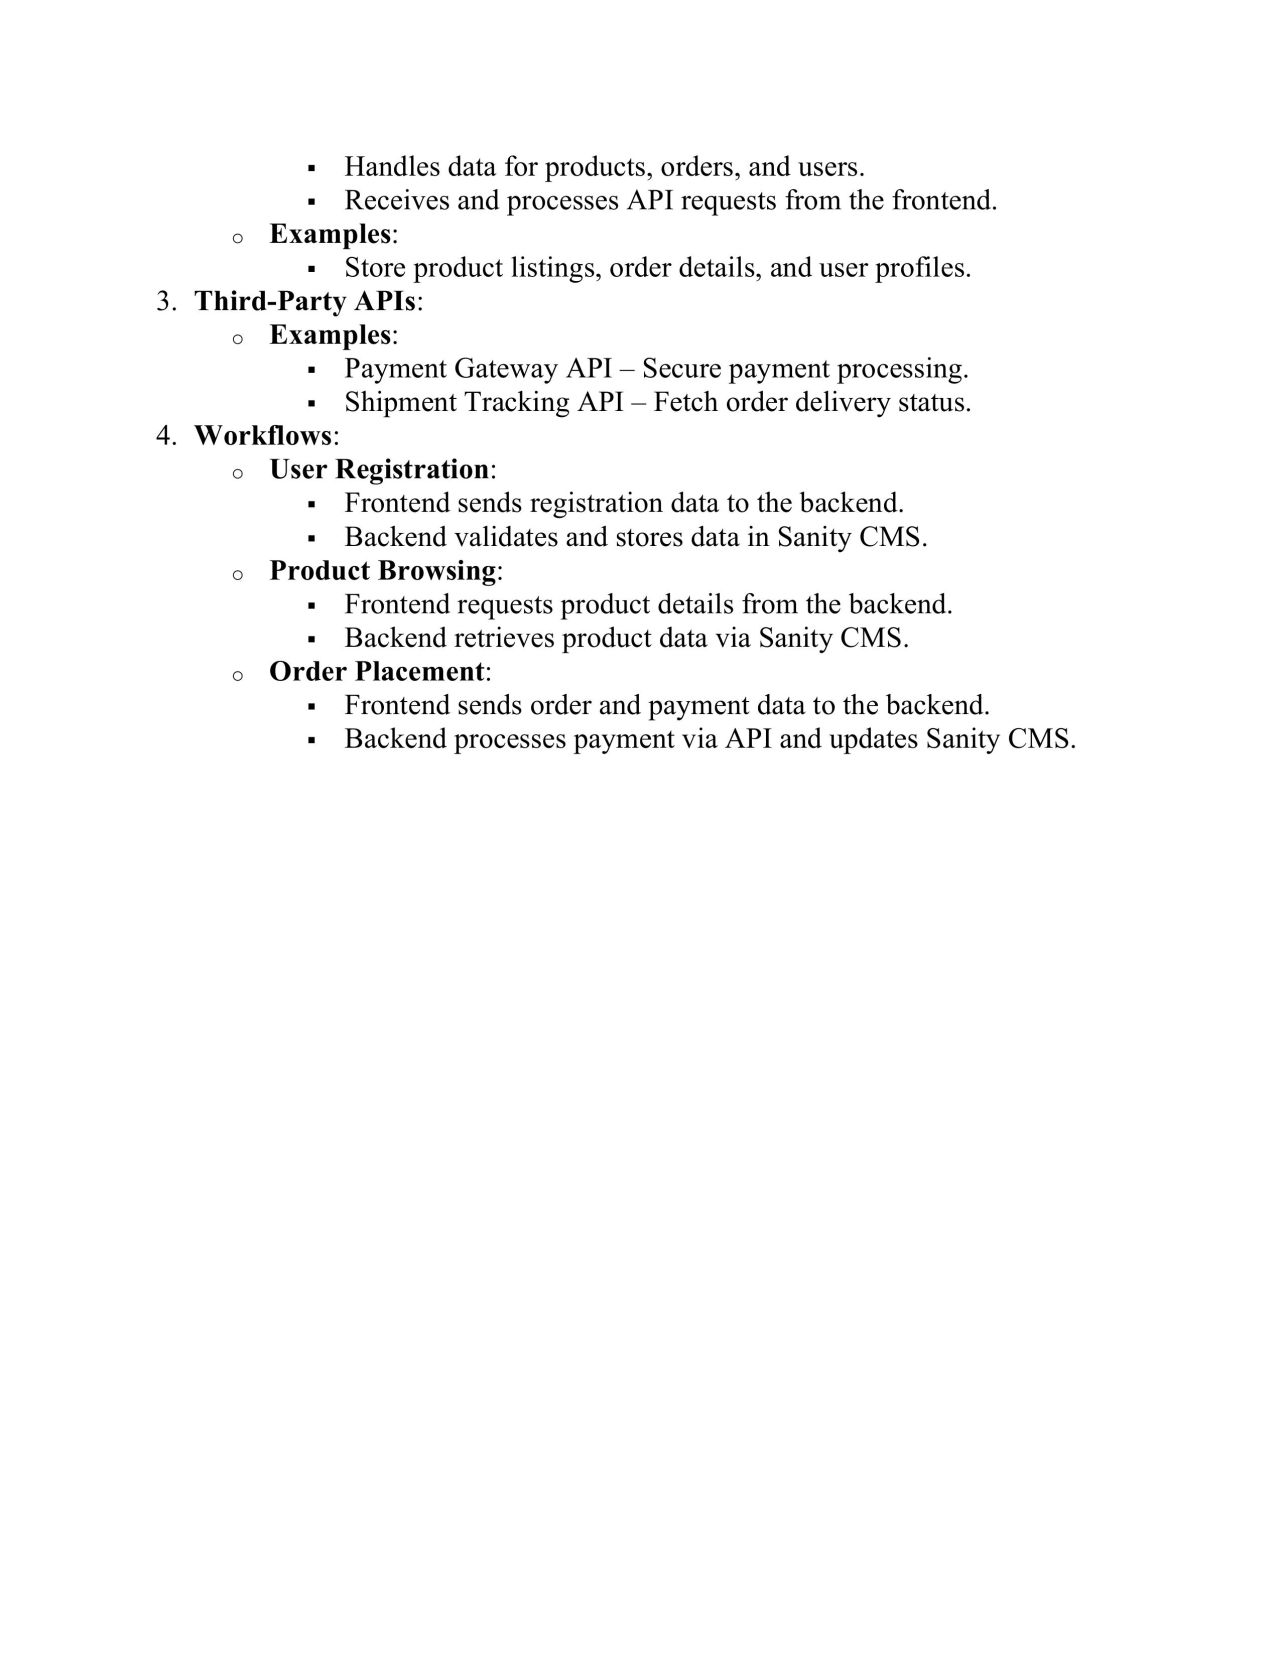 ▪ Handles data for products, orders, and users.
▪ Receives and processes API requests from the frontend.
o Examples:
▪ Store product listings, order details, and user profiles.
3. Third-Party APIs:
o Examples:
▪ Payment Gateway API – Secure payment processing.
▪ Shipment Tracking API – Fetch order delivery status.
4. Workflows:
o User Registration:
▪ Frontend sends registration data to the backend.
▪ Backend validates and stores data in Sanity CMS.
o Product Browsing:
▪ Frontend requests product details from the backend.
▪ Backend retrieves product data via Sanity CMS.
o Order Placement:
▪ Frontend sends order and payment data to the backend.
▪ Backend processes payment via API and updates Sanity CMS.